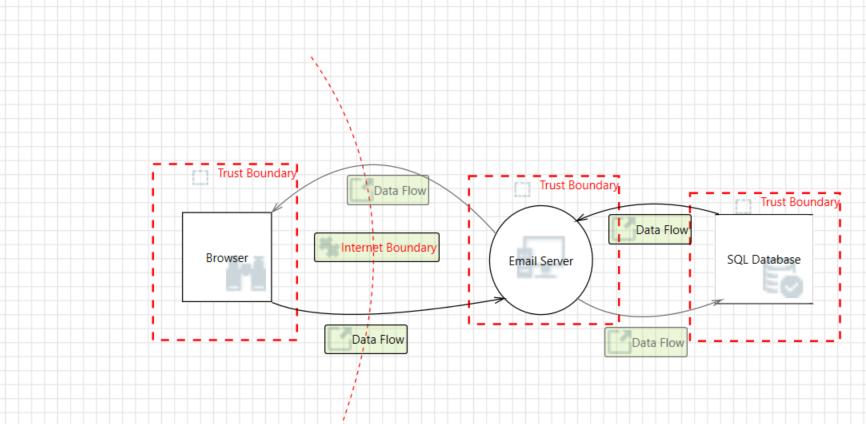 Trust Boundary
Data Flow
Trust Boundary
Trust Boundary
Data Flow
Internet Boundary
Browser
Email Server
SQL Database
Data Flow
Data Flow